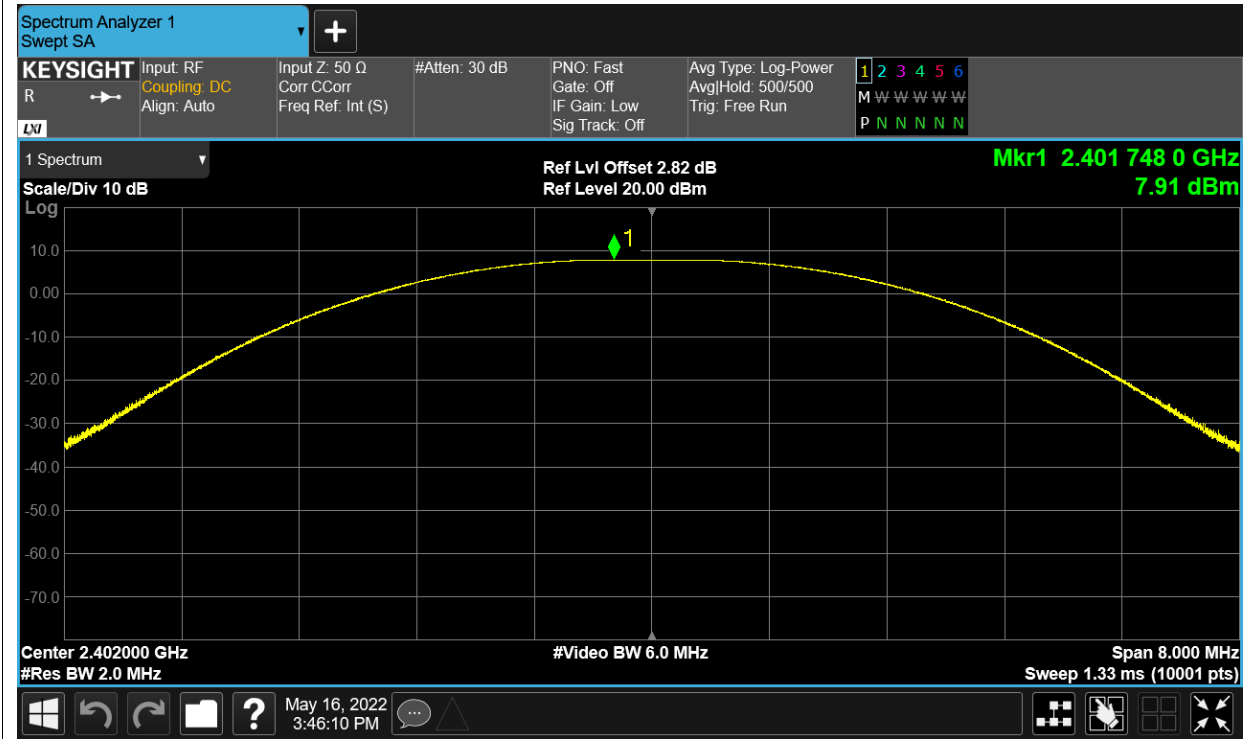 Spectrum Analyzer 1
Swept SA
▼
+
KEYSIGHT
R
LXI
Input: RF
Coupling: DC
Align: Auto
Input Z: 50 Ω
Corr CCorr
Freq Ref: Int (S)
#Atten: 30 dB
PNO: Fast
Gate: Off
IF Gain: Low
Sig Track: Off
Avg Type: Log-Power
Avg|Hold: 500/500
Trig: Free Run
1 2 3 4 5 6
M W W W W W
P N N N N N
1 Spectrum
▼
Scale/Div 10 dB
Ref Lvl Offset 2.82 dB
Ref Level 20.00 dBm
Mkr1 2.401 748 0 GHz
7.91 dBm
Log
1
10.0
0.00
-10.0
-20.0
-30.0
-40.0
-50.0
-60.0
-70.0
Center 2.402000 GHz
#Res BW 2.0 MHz
#Video BW 6.0 MHz
Span 8.000 MHz
Sweep 1.33 ms (10001 pts)
?
May 16, 2022
3:46:10 PM